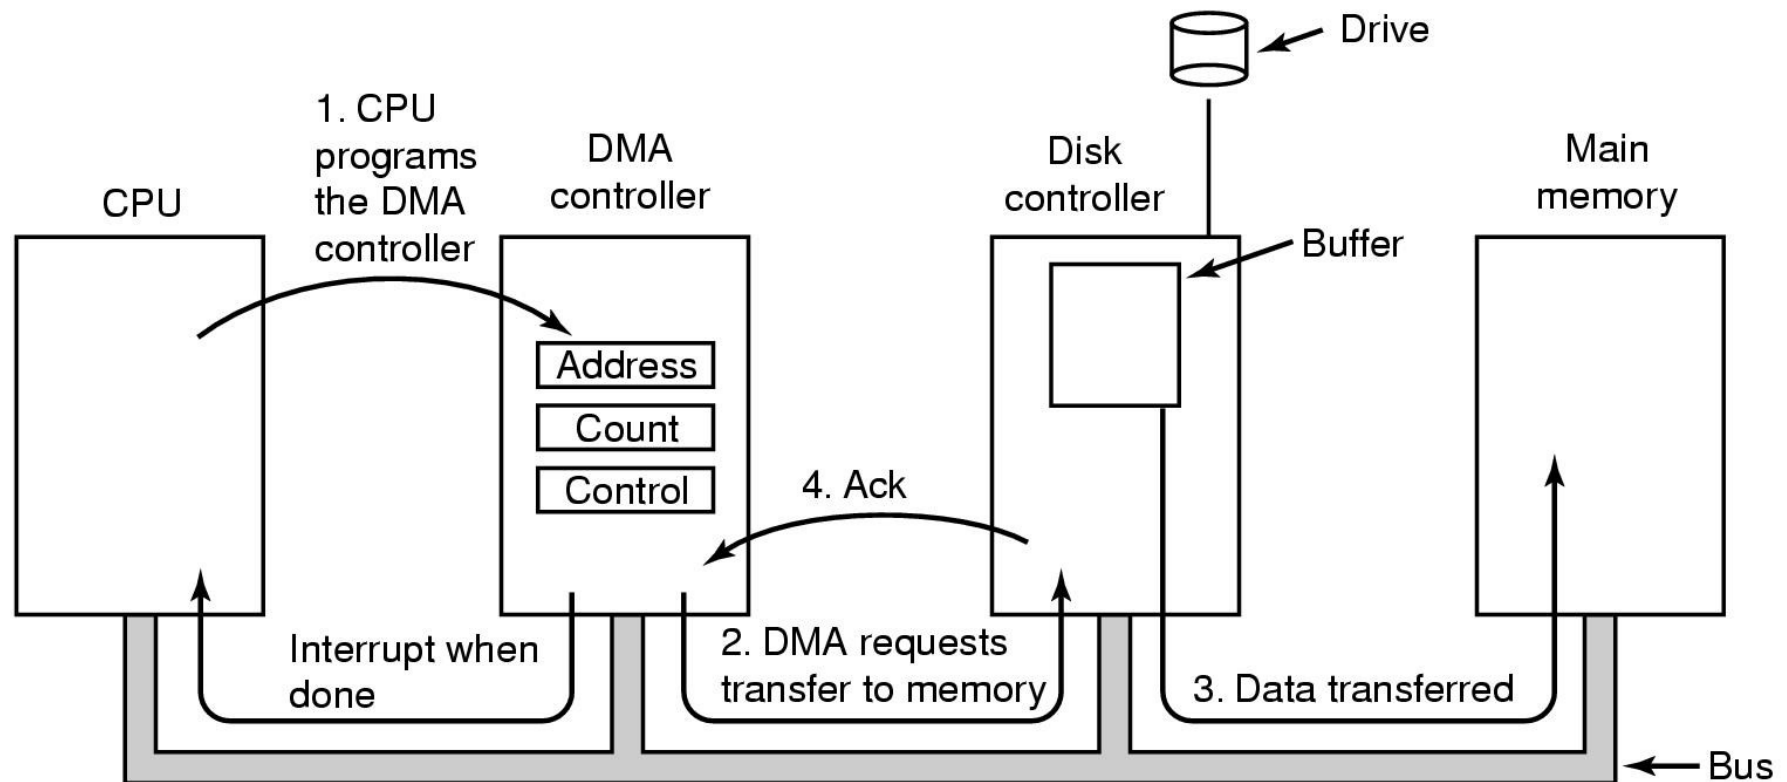 Drive
1. CPU
programs
the DMA
controller
CPU
DMA
controller
Disk
controller
Main
memory
Buffer
Address
Count
Control
4. Ack
Interrupt when
done
2. DMA requests
transfer to memory
3. Data transferred
Bus